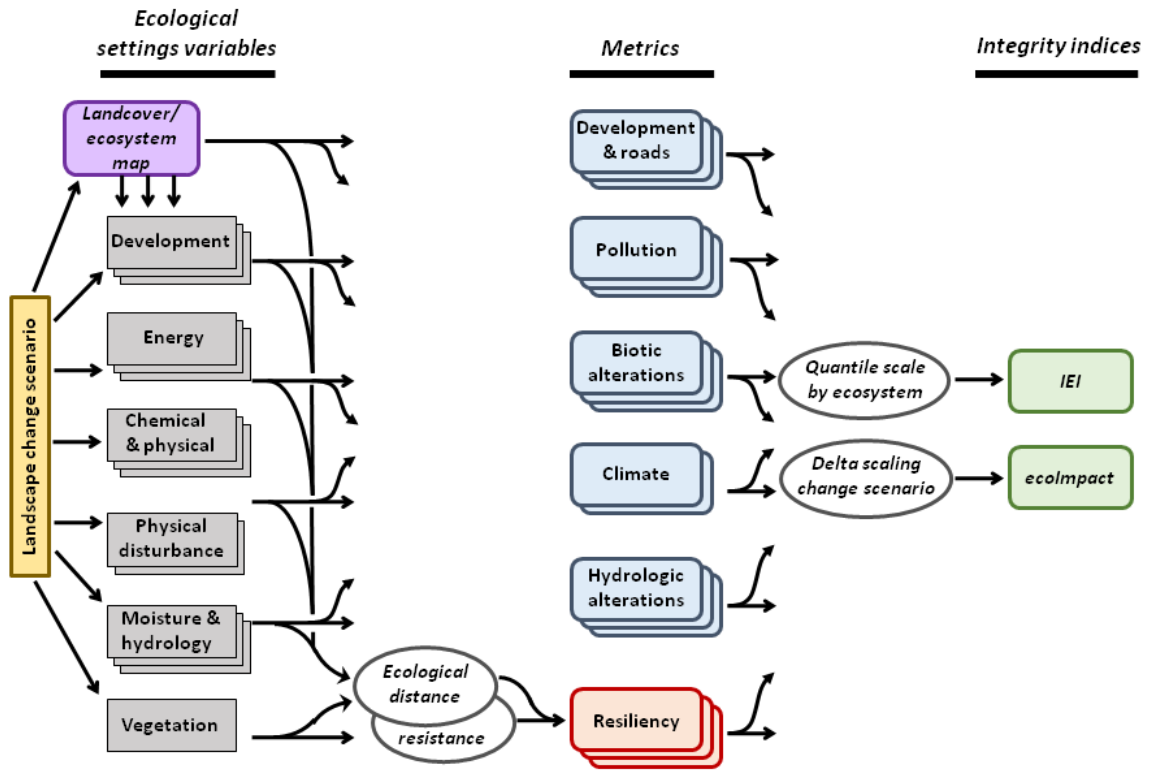 Ecological
settings variables
Metrics
Integrity indices
Landcover/
ecosystem
map
Development
Energy
Chemical
& physical
Physical
disturbance
Moisture &
hydrology
Vegetation
Landscape change scenario
Ecological
distance
resistance
Development
& roads
Pollution
Biotic
alterations
Climate
Hydrologic
alterations
Resiliency
Quantile scale
by ecosystem
Delta scaling
change scenario
IEI
ecoImpact